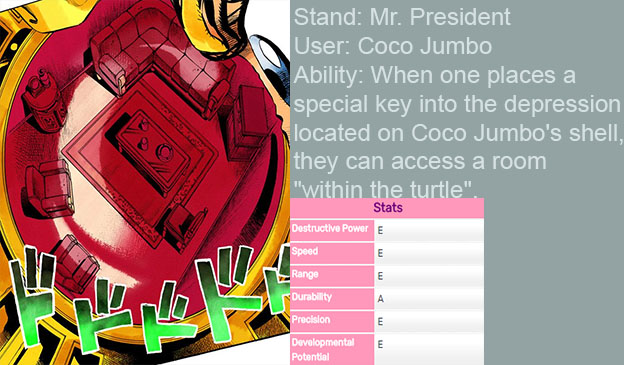 Stand: Mr. President
User: Coco Jumbo
Ability: When one places a
special key into the depression
located on Coco Jumbo's shell,
they can access a room
"within the turtle".
Stats
Destructive Power E
Speed E
Range E
Durability A
Precision E
Developmental
Potential E
ドドドドド